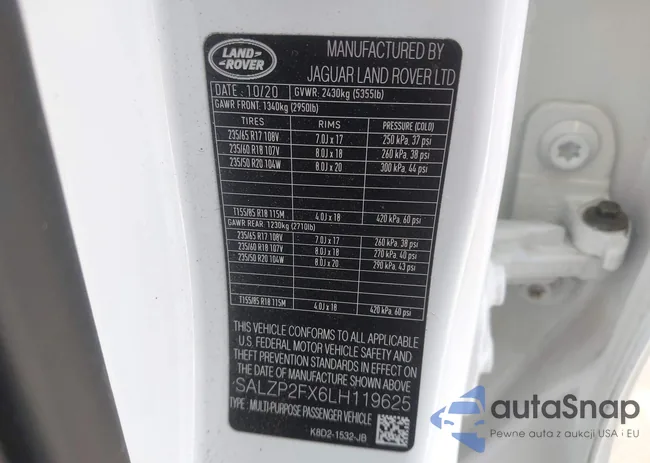 LAND-
-ROVER
MANUFACTURED BY
JAGUAR LAND ROVER LTD
DATE: 10/20 GVWR: 2430kg (5355lb)
GAWR FRONT: 1340kg (2950lb)
TIRES RIMS PRESSURE (COLD)
235/65 R17 108V 7.0J x 17 250 kPa, 37 psi
235/60 R18 107V 8.0J x 18 260 kPa, 38 psi
235/50 R20 104W 8.0J x 20 300 kPa, 44 psi
T155/85 R18 115M 4.0J x 18 420 kPa, 60 psi
GAWR REAR: 1230kg (2710lb)
235/65 R17 108V 7.0J x 17 260 kPa, 38 psi
235/60 R18 107V 8.0J x 18 270 kPa, 40 psi
235/50 R20 104W 8.0J x 20 290 kPa, 43 psi
T155/85 R18 115M 4.0J x 18 420 kPa, 60 psi
THIS VEHICLE CONFORMS TO ALL APPLICABLE
U.S. FEDERAL MOTOR VEHICLE SAFETY AND
THEFT PREVENTION STANDARDS IN EFFECT ON
THE DATE OF MANUFACTURE SHOWN ABOVE
SALZP2FX6LH119625
TYPE: MULTI-PURPOSE PASSENGER VEHICLE
K8D2-1532-JB
autoSnap
Pewne auta z aukcji USA i EU